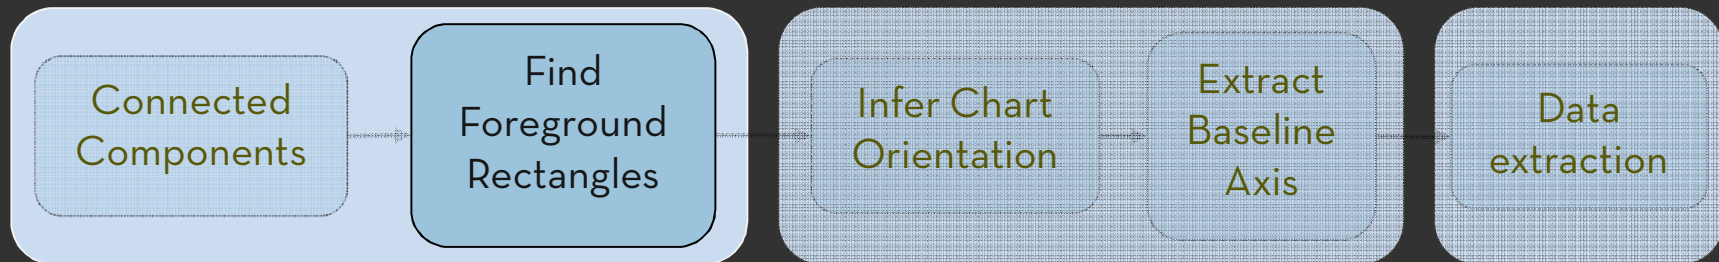 Connected
Components
Find
Foreground
Rectangles
Infer Chart
Orientation
Extract
Baseline
Axis
Data
extraction